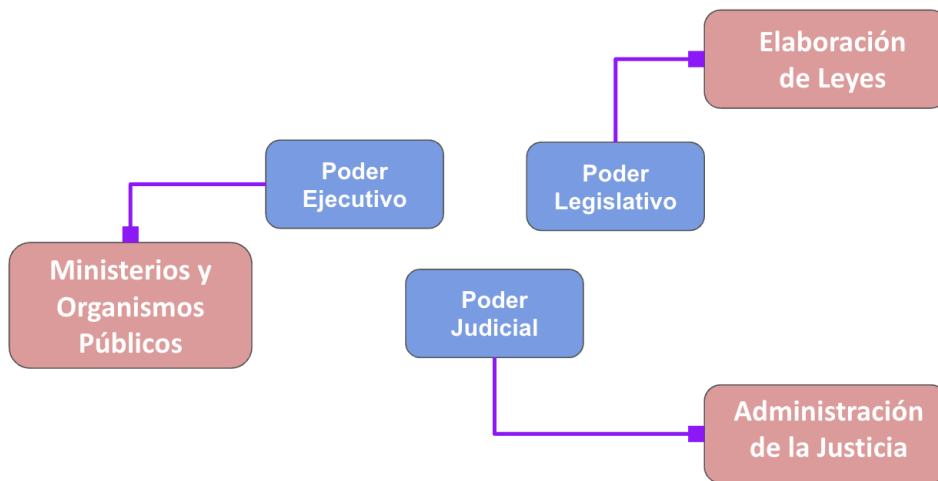 Elaboración
de Leyes
Poder
Ejecutivo
Poder
Legislativo
Ministerios y
Organismos
Públicos
Poder
Judicial
Administración
de la Justicia